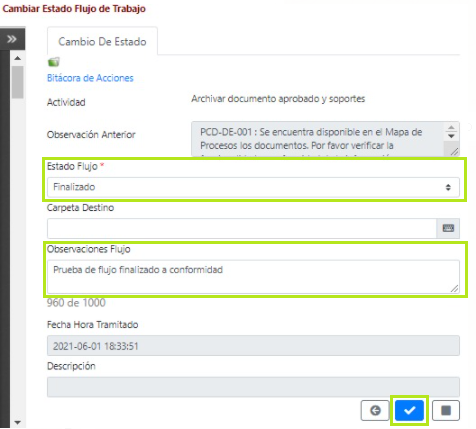 Cambiar Estado Flujo de Trabajo
Cambio De Estado
Bitácora de Acciones
Actividad
Archivar documento aprobado y soportes
Observación Anterior
PCD-DE-001 : Se encuentra disponible en el Mapa de
Procesos los documentos. Por favor verificar la
Estado Flujo *
Finalizado
Carpeta Destino
Observaciones Flujo
Prueba de flujo finalizado a conformidad
960 de 1000
Fecha Hora Tramitado
2021-06-01 18:33:51
Descripción